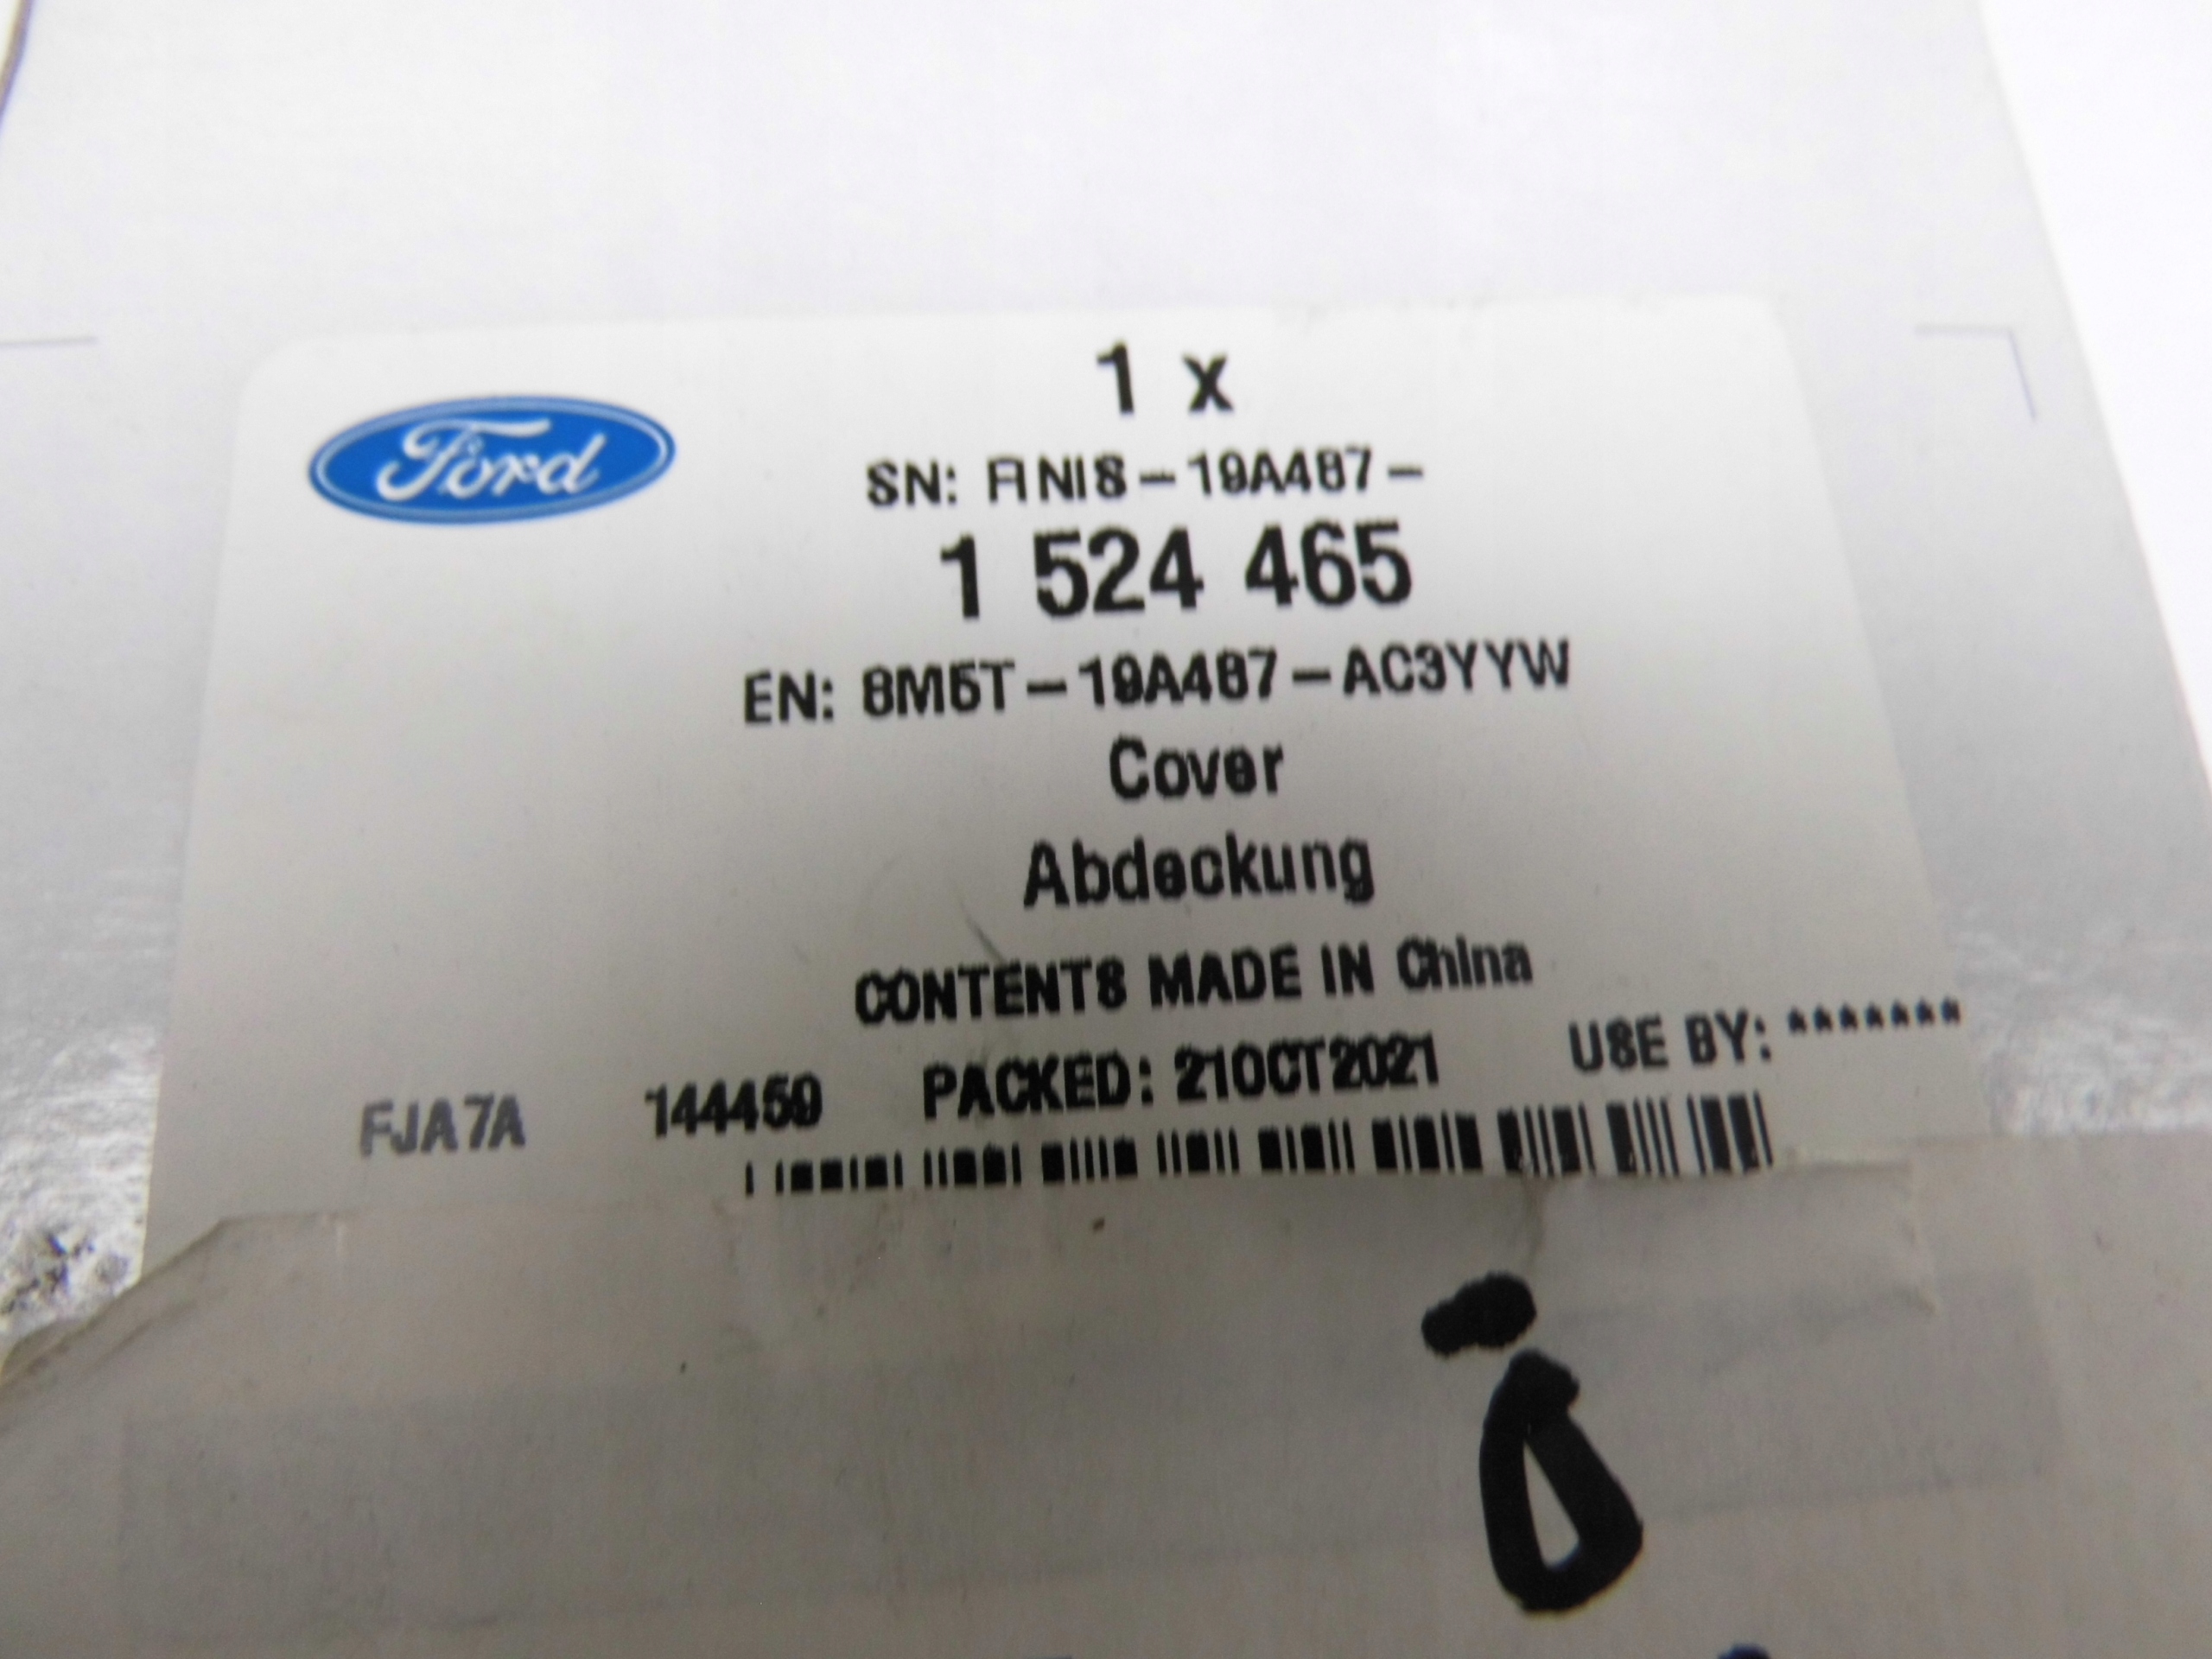 Ford
1 x
SN: FINIS-19A487-
1 524 465
EN: 8M5T-19A487-AC3YYW
Cover
Abdeckung
CONTENTS MADE IN China
FJA7A 144459 PACKED: 21OCT2021 USE BY: *******